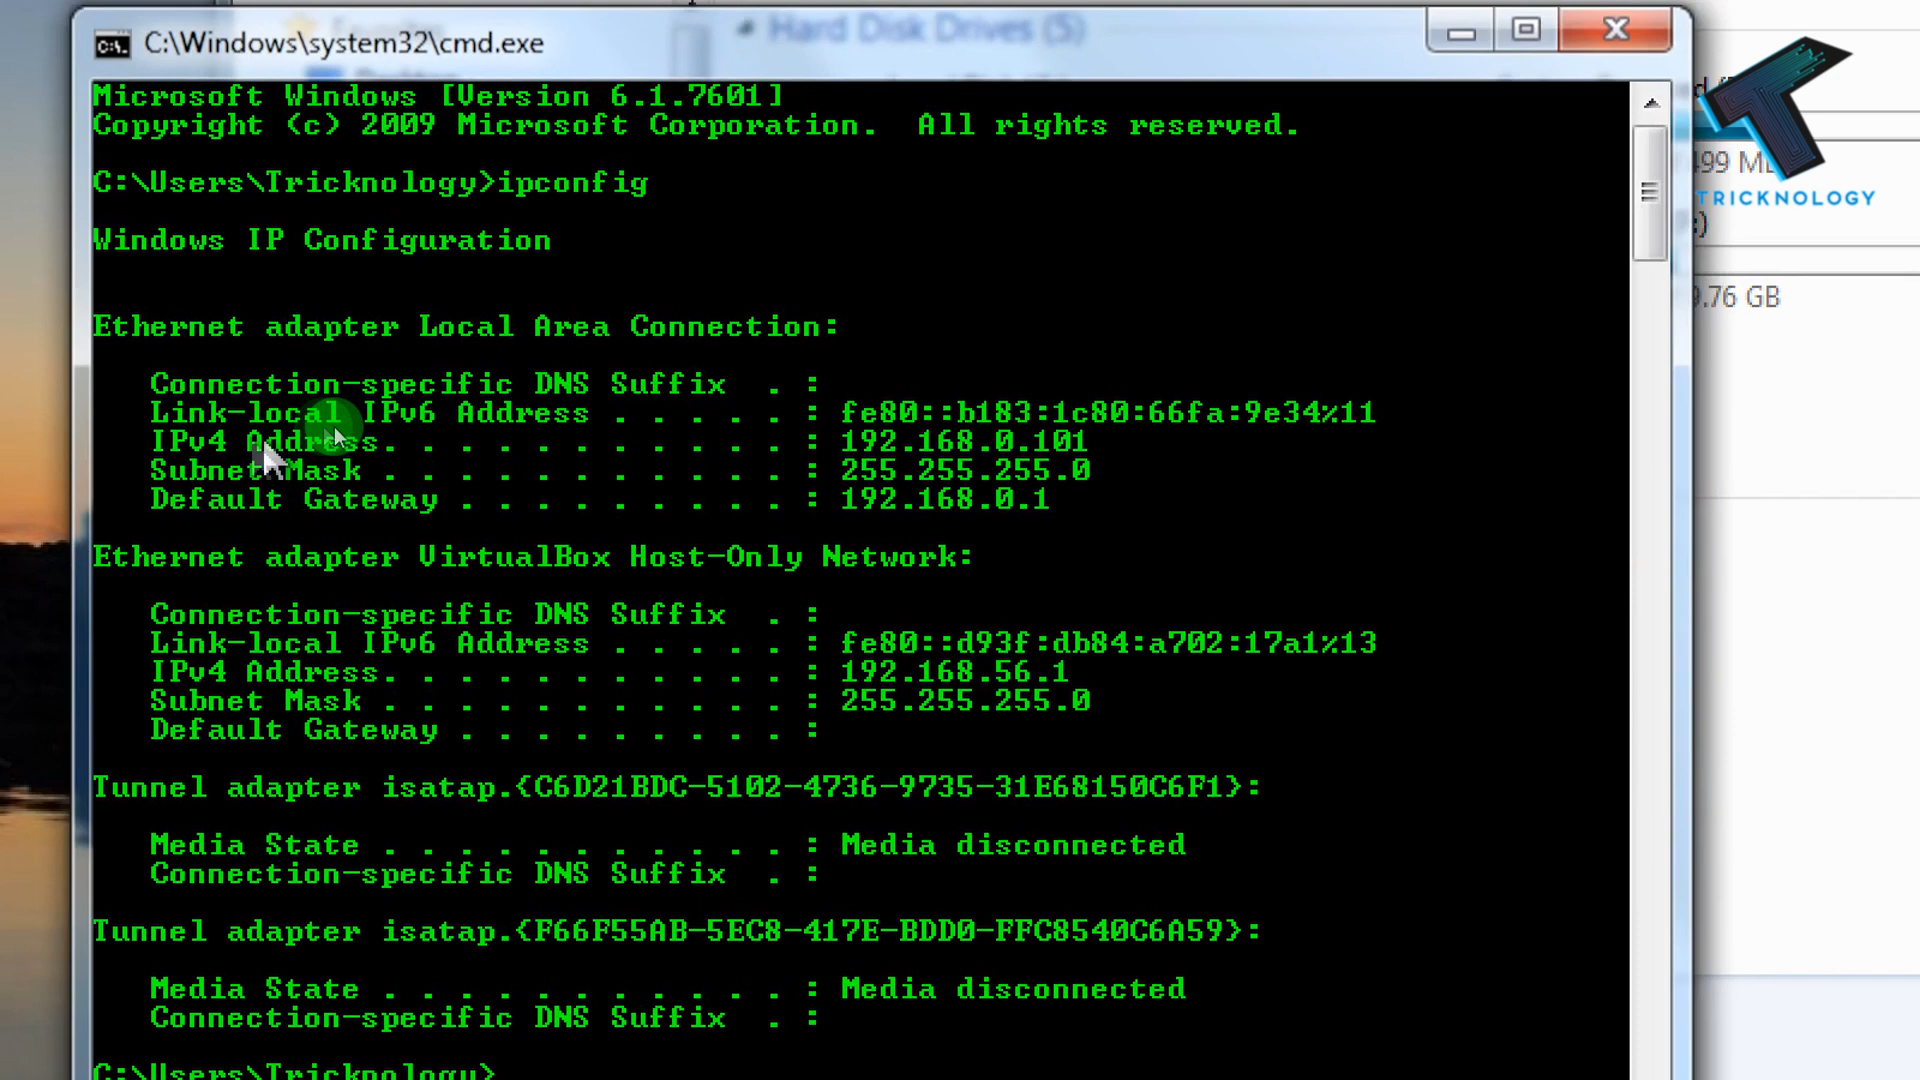 Hard Disk Drives (5)
C:\Windows\system32\cmd.exe
Microsoft Windows [Version 6.1.7601]
Copyright (c) 2009 Microsoft Corporation.  All rights reserved.
C:\Users\Tricknology>ipconfig
Windows IP Configuration
Ethernet adapter Local Area Connection:
Connection-specific DNS Suffix  . :
Link-local IPv6 Address . . . . . : fe80::b183:1c80:66fa:9e34%11
IPv4 Address. . . . . . . . . . . : 192.168.0.101
Subnet Mask . . . . . . . . . . . : 255.255.255.0
Default Gateway . . . . . . . . . : 192.168.0.1
Ethernet adapter VirtualBox Host-Only Network:
Connection-specific DNS Suffix  . :
Link-local IPv6 Address . . . . . : fe80::d93f:db84:a702:17a1%13
IPv4 Address. . . . . . . . . . . : 192.168.56.1
Subnet Mask . . . . . . . . . . . : 255.255.255.0
Default Gateway . . . . . . . . . :
Tunnel adapter isatap.{C6D21BDC-5102-4736-9735-31E68150C6F1}:
Media State . . . . . . . . . . . : Media disconnected
Connection-specific DNS Suffix  . :
Tunnel adapter isatap.{F66F55AB-5EC8-417E-BDD0-FFC8540C6A59}:
Media State . . . . . . . . . . . : Media disconnected
Connection-specific DNS Suffix  . :
C:\Users\Tricknology>
499 M
TRICKNOLOGY
:)
9.76 GB